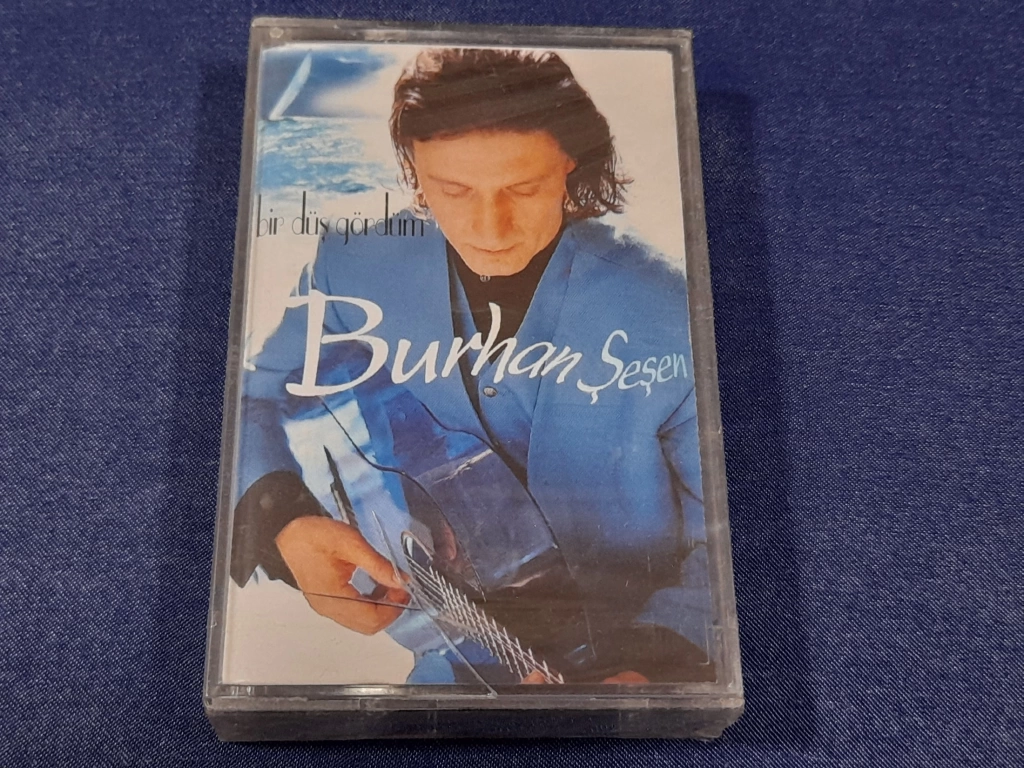 bir düş gördüm
Burhan Şeşen